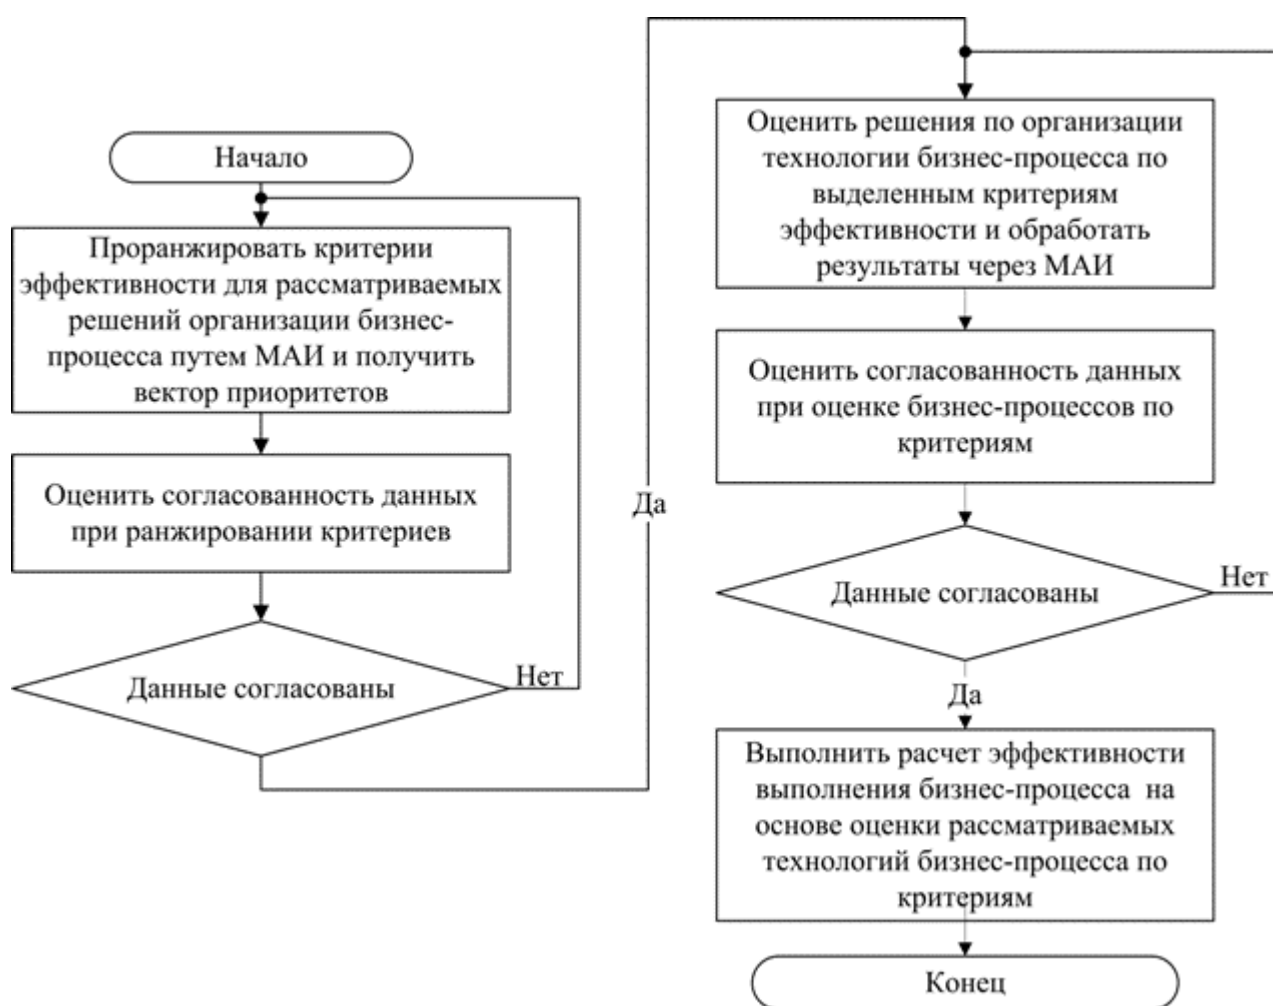 Начало
Проранжировать критерии
эффективности для рассматриваемых
решений организации бизнес-
процесса путем МАИ и получить
вектор приоритетов
Оценить согласованность данных
при ранжировании критериев
Данные согласованы
Нет
Да
Оценить решения по организации
технологии бизнес-процесса по
выделенным критериям
эффективности и обработать
результаты через МАИ
Оценить согласованность данных
при оценке бизнес-процессов по
критериям
Данные согласованы
Нет
Да
Выполнить расчет эффективности
выполнения бизнес-процесса на
основе оценки рассматриваемых
технологий бизнес-процесса по
критериям
Конец